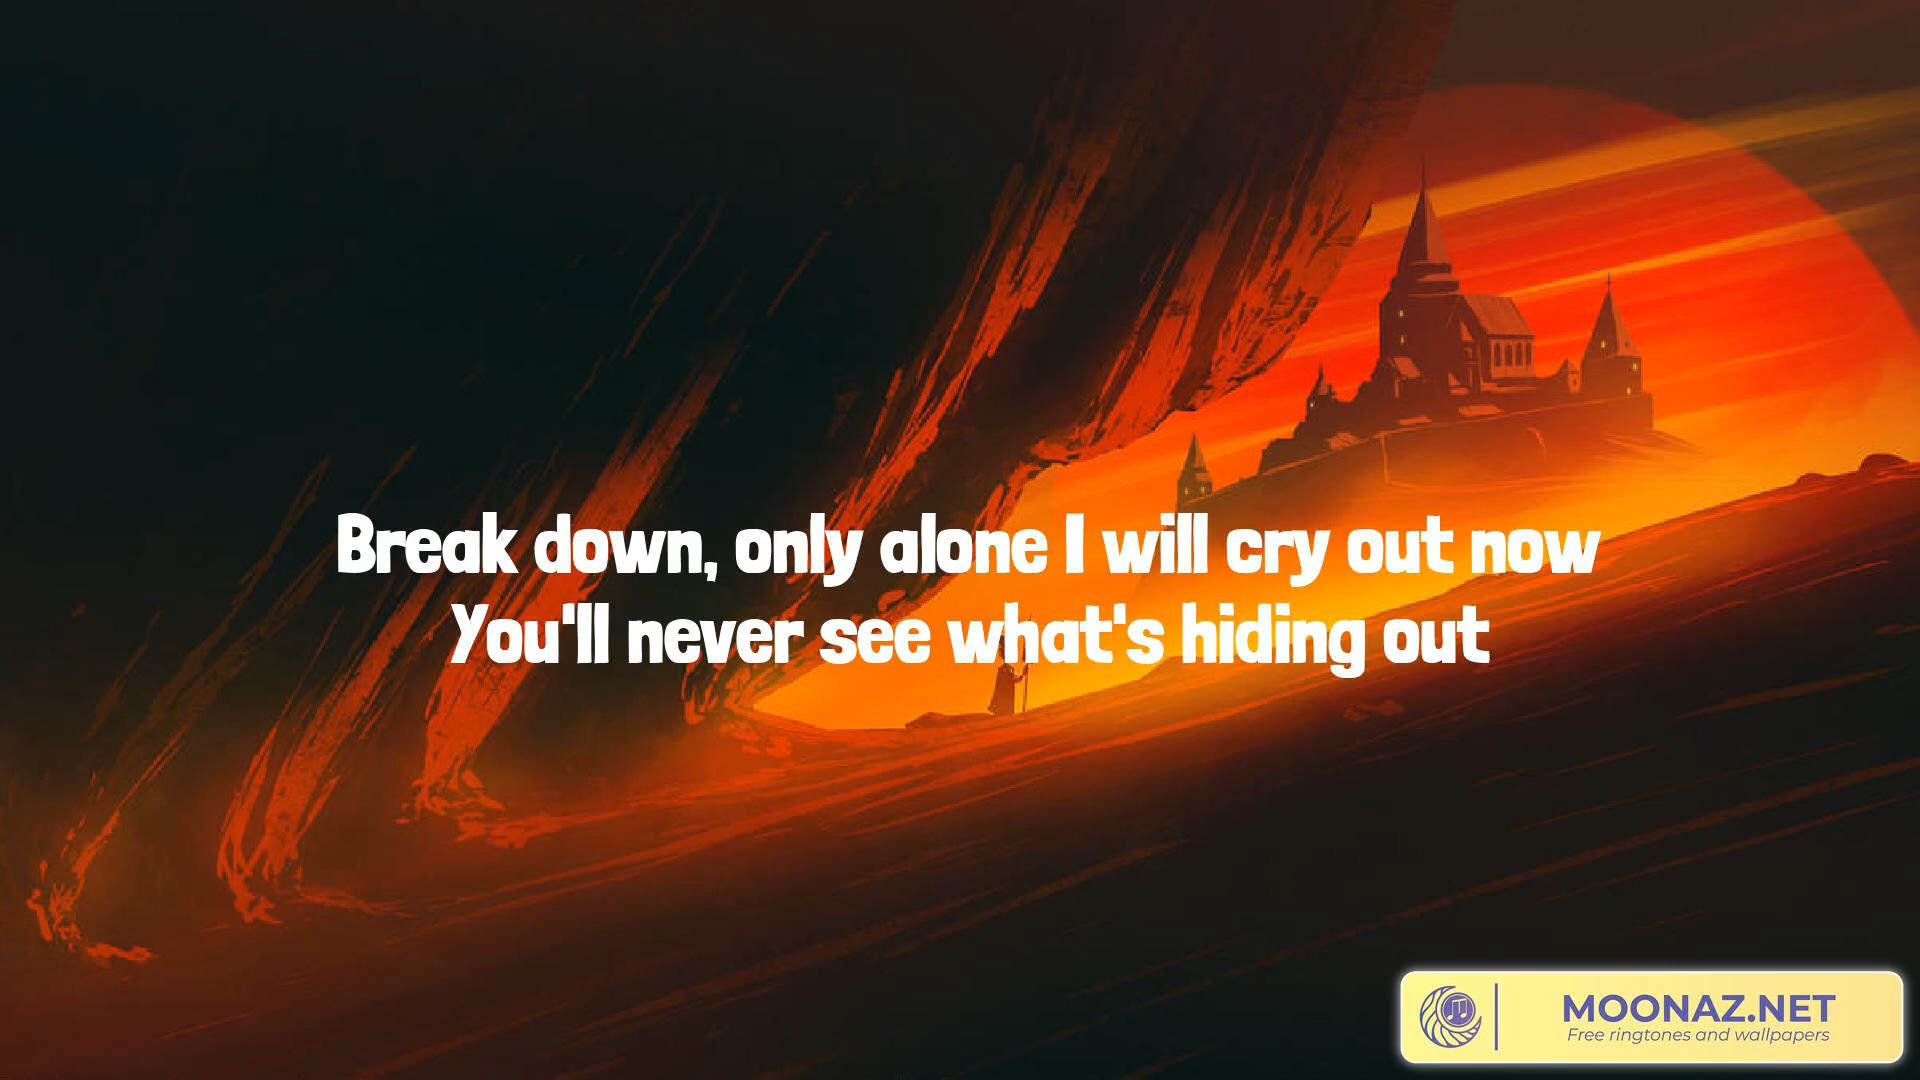 Break down, only alone I will cry out now
You'll never see what's hiding out
MOONAZ.NET
Free ringtones and wallpapers